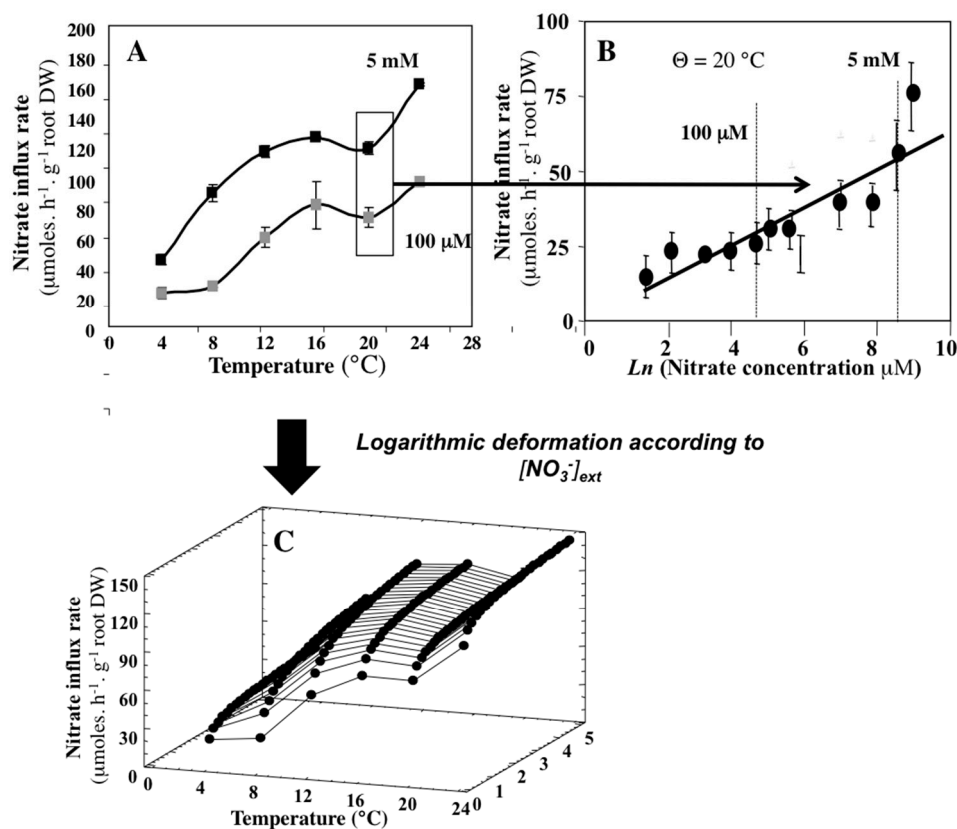 A
5 mM
100 μM
Nitrate influx rate
(μmoles. h⁻¹. g⁻¹ root DW)
200
180
160
140
120
100
80
60
40
20
0
0 4 8 12 16 20 24 28
Temperature (°C)
B
Θ = 20 °C
5 mM
100 μM
Nitrate influx rate
(μmoles. h⁻¹. g⁻¹ root DW)
100
75
50
25
0
0 2 4 6 8 10
Ln (Nitrate concentration μM)
Logarithmic deformation according to
[NO₃⁻]ext
C
Nitrate influx rate
(μmoles. h⁻¹. g⁻¹ root DW)
150
120
90
60
30
0
0 4 8 12 16 20 24
Temperature (°C)
0 1 2 3 4 5